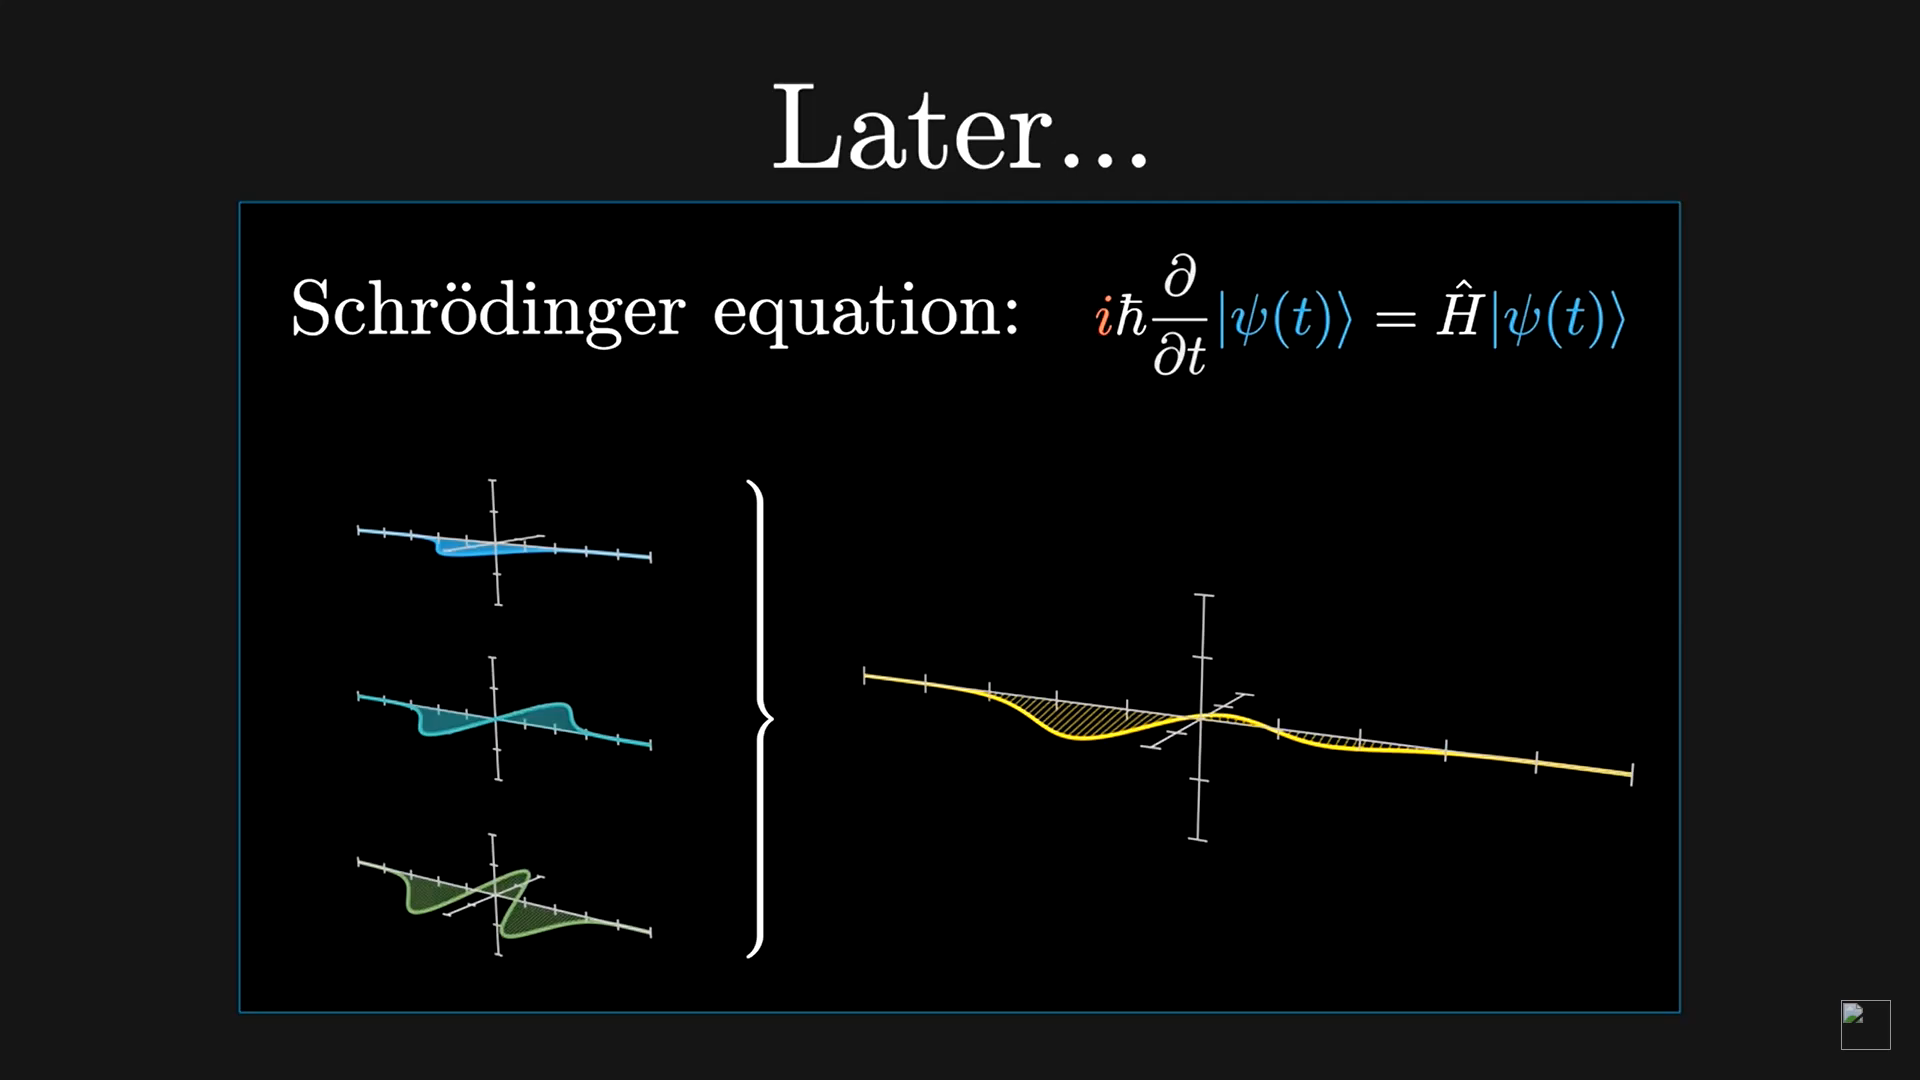 Later...
Schrödinger equation: iħ ∂/∂t |ψ(t)⟩ = Ĥ|ψ(t)⟩